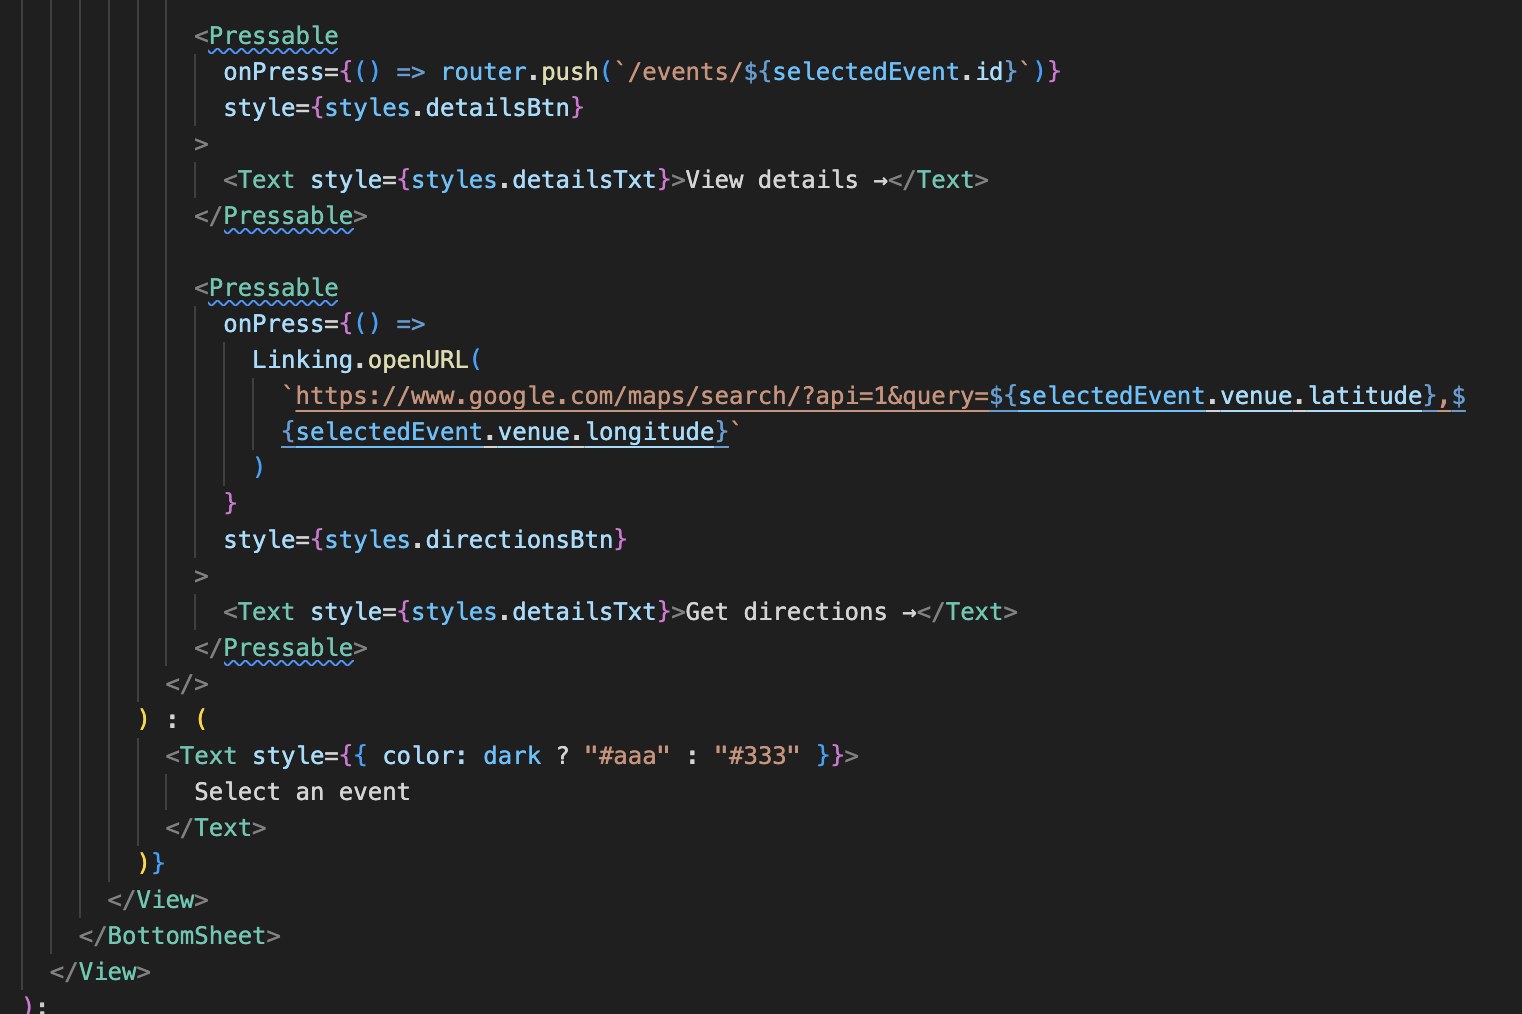 <Pressable
onPress={() => router.push(`/events/${selectedEvent.id}`)}
style={styles.detailsBtn}
>
<Text style={styles.detailsTxt}>View details →</Text>
</Pressable>
<Pressable
onPress={() =>
Linking.openURL(
`https://www.google.com/maps/search/?api=1&query=${selectedEvent.venue.latitude},$
{selectedEvent.venue.longitude}`
)
}
style={styles.directionsBtn}
>
<Text style={styles.detailsTxt}>Get directions →</Text>
</Pressable>
</>
) : (
<Text style={{ color: dark ? "#aaa" : "#333" }}>
Select an event
</Text>
)}
</View>
</BottomSheet>
</View>
);